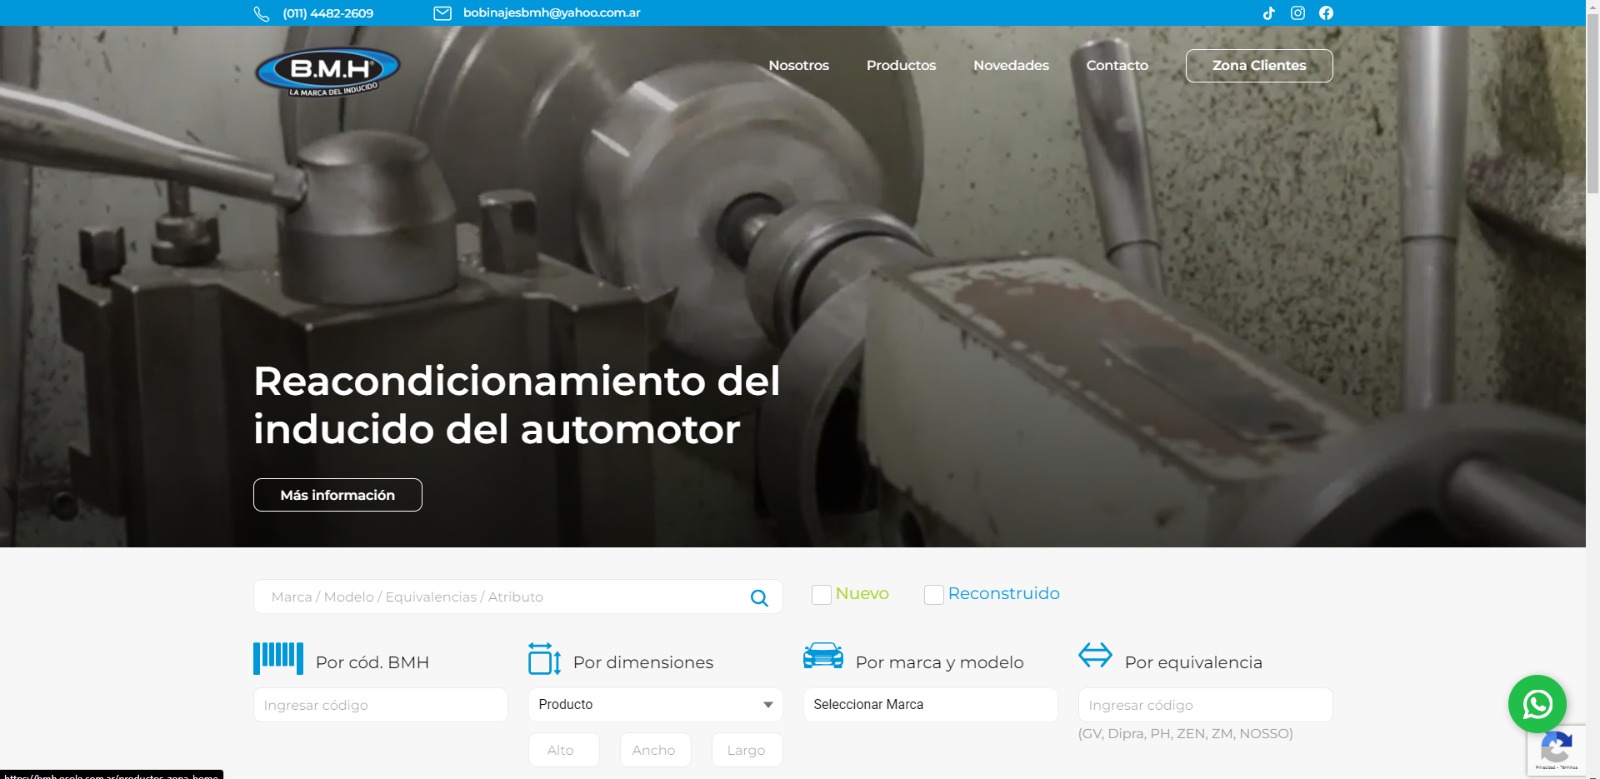 (011) 4482-2609
bobinajesbmh@yahoo.com.ar
B.M.H®
LA MARCA DEL INDUCIDO
Nosotros
Productos
Novedades
Contacto
Zona Clientes
Reacondicionamiento del
inducido del automotor
Más información
Marca / Modelo / Equivalencias / Atributo
Nuevo
Reconstruido
Por cód. BMH
Por dimensiones
Por marca y modelo
Por equivalencia
Ingresar código
Producto
Seleccionar Marca
Ingresar código
(GV, Dipra, PH, ZEN, ZM, NOSSO)
Alto
Ancho
Largo
Privacidad - Términos